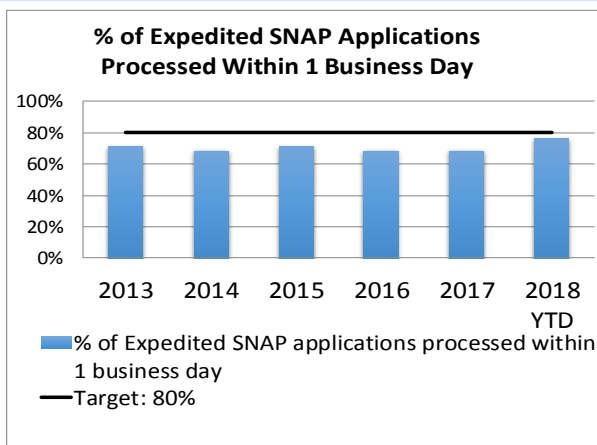 % of Expedited SNAP Applications
Processed Within 1 Business Day
100%
80%
60%
40%
20%
0%
2013 2014 2015 2016 2017 2018
YTD
% of Expedited SNAP applications processed within
1 business day
Target: 80%